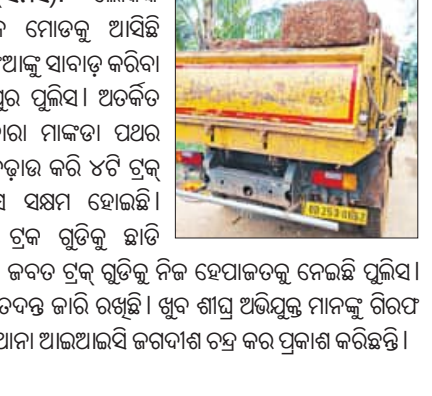 ମୋଡକୁ ଆସିଛି
ସାବାଡ଼ କରିବା
ପୁଲିସ। ଅତର୍କିତ
ମାଙ୍କଡା ପଥର
କରି ୪ଟି ଟ୍ରକ୍
ସକ୍ଷମ ହୋଇଛି।
ଟ୍ରକ ଗୁଡିକୁ ଛାଡି
ଜବତ ଟ୍ରକ୍ ଗୁଡିକୁ ନିଜ ହେପାଜତକୁ ନେଇଛି ପୁଲିସ।
ତଦନ୍ତ ଜାରି ରଖିଛି। ଖୁବ ଶୀଘ୍ର ଅଭିଯୁକ୍ତ ମାନଙ୍କୁ ଗିରଫ
ଆଇଆଇସି ଜଗଦୀଶ ଚନ୍ଦ୍ର କର ପ୍ରକାଶ କରିଛନ୍ତି।